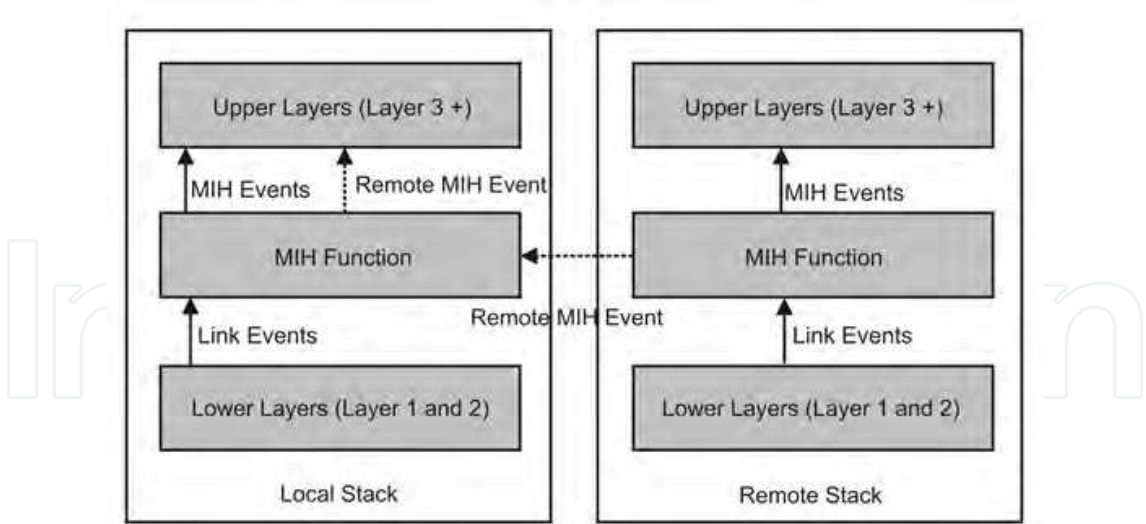 Upper Layers (Layer 3 +)
MIH Events
Remote MIH Event
MIH Function
Link Events
Lower Layers (Layer 1 and 2)
Local Stack
Remote MIH Event
Upper Layers (Layer 3 +)
MIH Events
MIH Function
Link Events
Lower Layers (Layer 1 and 2)
Remote Stack